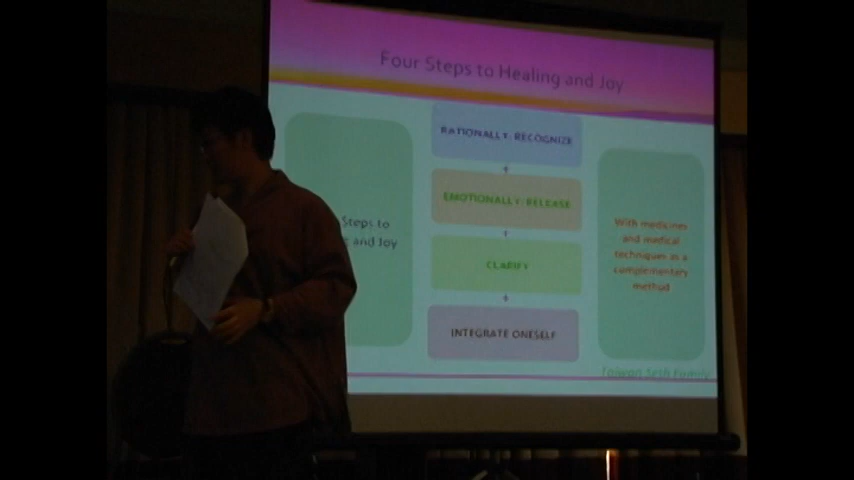 Four Steps to Healing and Joy
RATIONALLY: RECOGNIZE
EMOTIONALLY: RELEASE
CLARIFY
INTEGRATE ONESELF
Steps to
and Joy
With medicines
and medical
techniques as a
complementary
method
Taiwan Seth Family